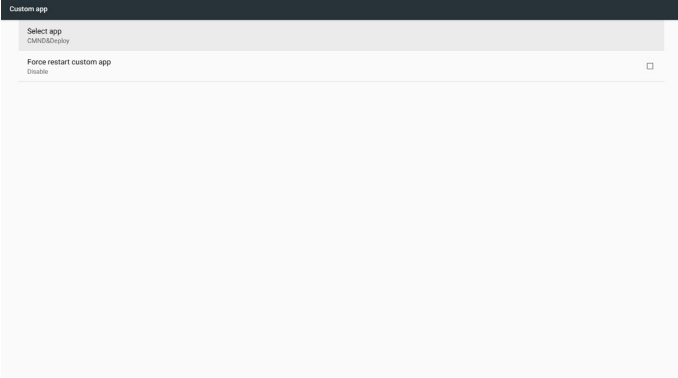 Custom app
Select app
CMND&Deploy
Force restart custom app
Disable